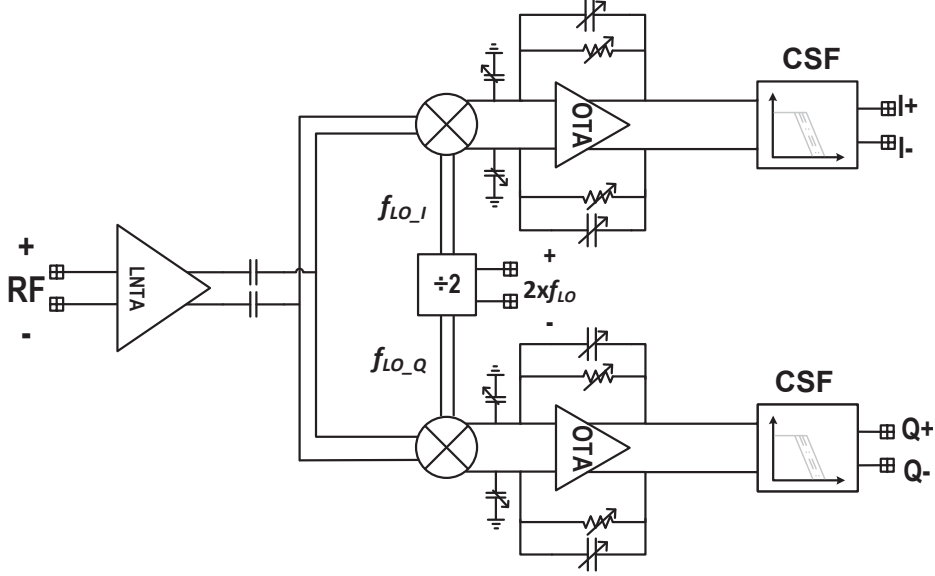 CSF
OTA
I+
I-
f_LO_I
+
RF
-
LNTA
÷2
+
2xf_LO
-
f_LO_Q
CSF
OTA
Q+
Q-